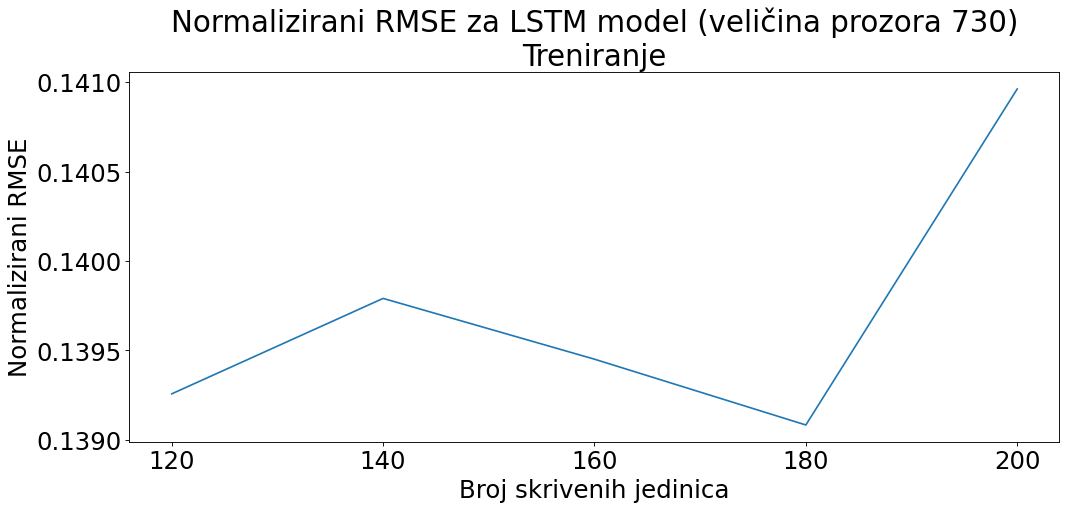 Normalizirani RMSE za LSTM model (veličina prozora 730)
Treniranje
Normalizirani RMSE
0.1410
0.1405
0.1400
0.1395
0.1390
120 140 160 180 200
Broj skrivenih jedinica